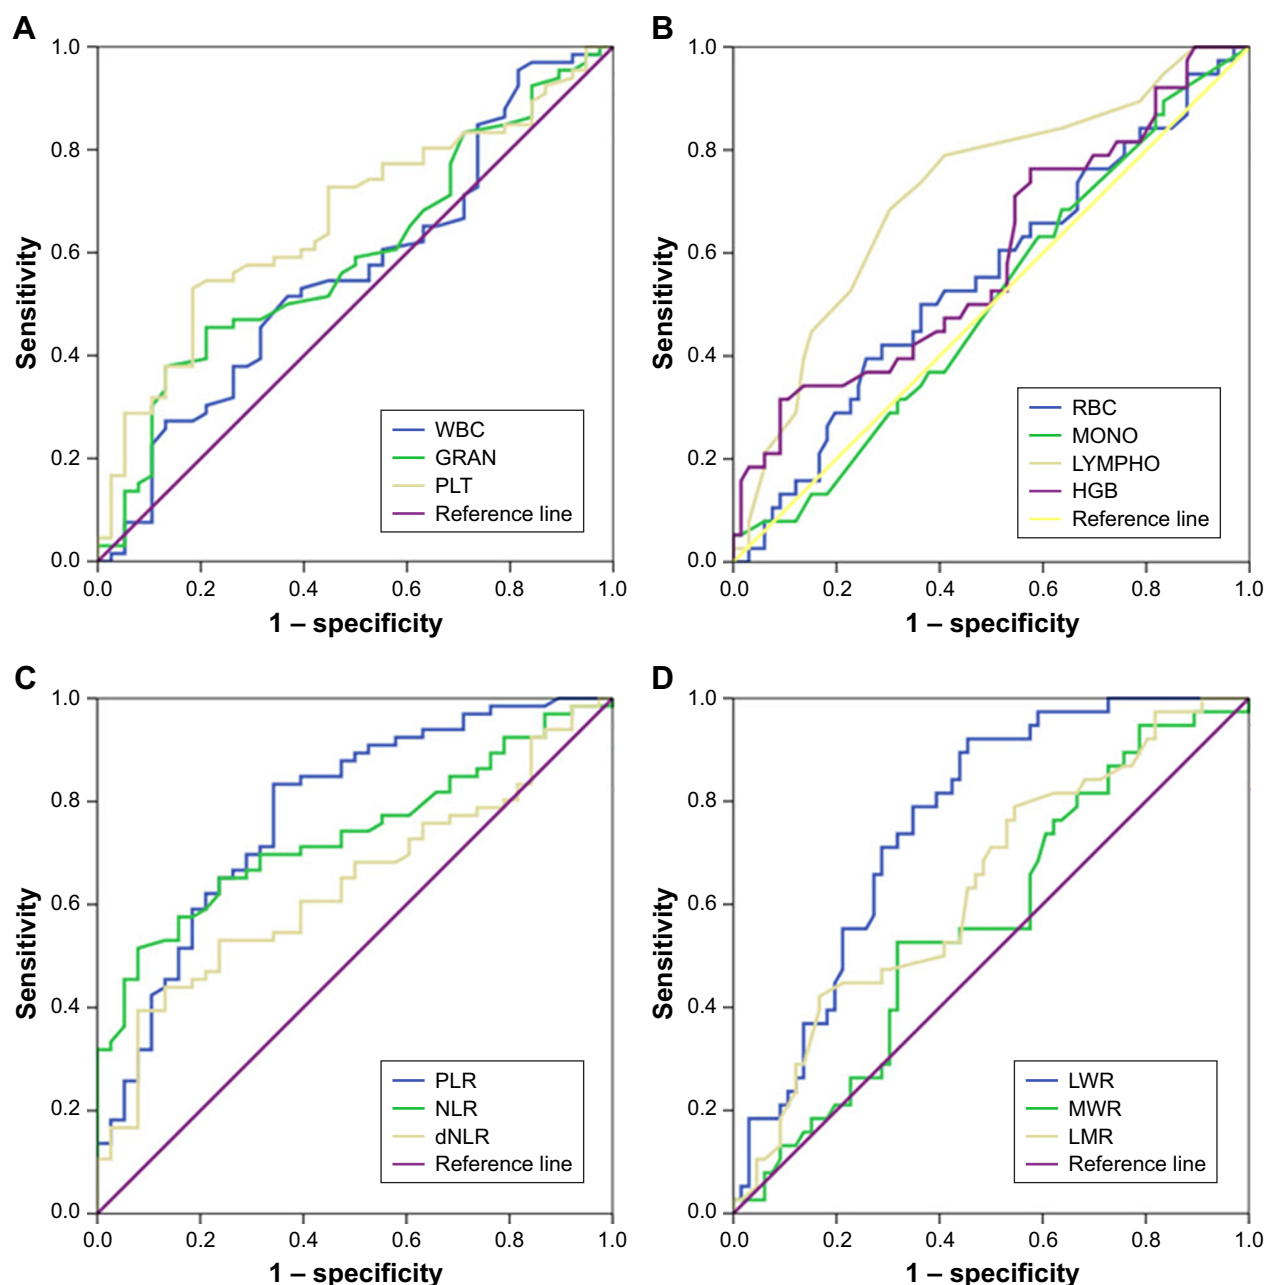 A
1.0
0.8
0.6
0.4
0.2
0.0
Sensitivity
WBC
GRAN
PLT
Reference line
0.0 0.2 0.4 0.6 0.8 1.0
1 – specificity
B
1.0
0.8
0.6
0.4
0.2
0.0
Sensitivity
RBC
MONO
LYMPHO
HGB
Reference line
0.0 0.2 0.4 0.6 0.8 1.0
1 – specificity
C
1.0
0.8
0.6
0.4
0.2
0.0
Sensitivity
PLR
NLR
dNLR
Reference line
0.0 0.2 0.4 0.6 0.8 1.0
1 – specificity
D
1.0
0.8
0.6
0.4
0.2
0.0
Sensitivity
LWR
MWR
LMR
Reference line
0.0 0.2 0.4 0.6 0.8 1.0
1 – specificity